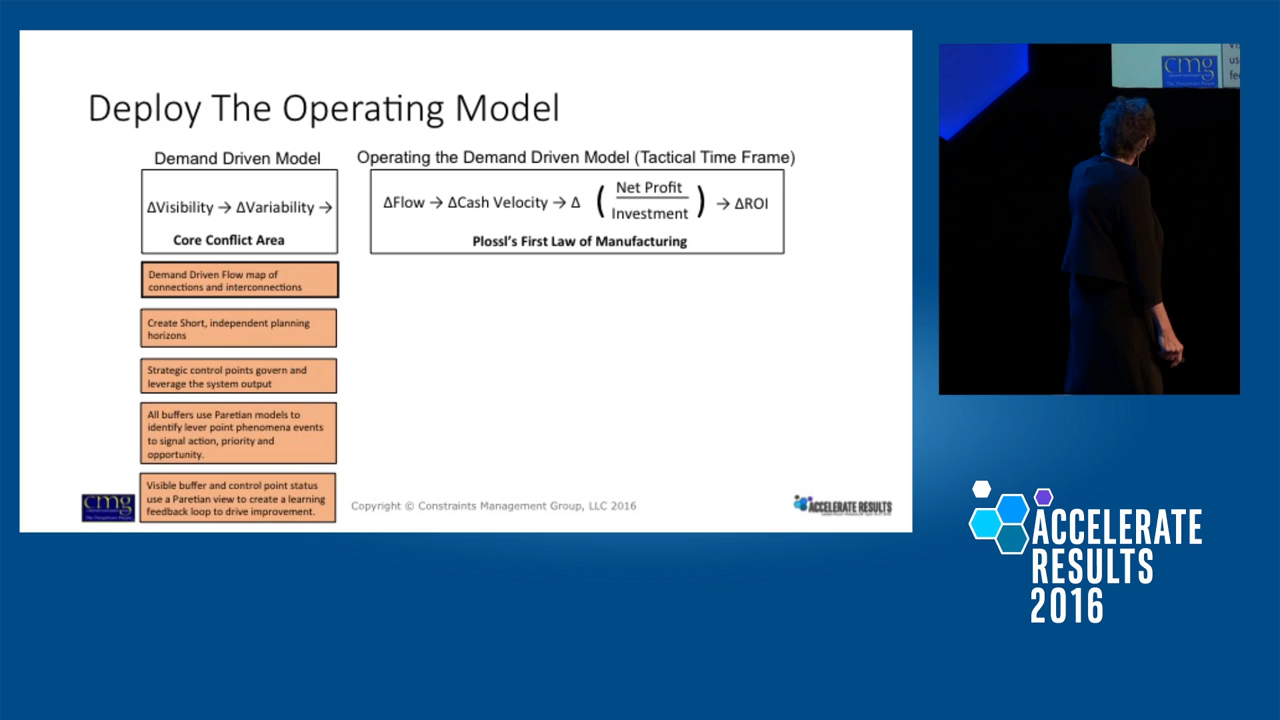 Deploy The Operating Model
Demand Driven Model
ΔVisibility → ΔVariability →
Core Conflict Area
Operating the Demand Driven Model (Tactical Time Frame)
ΔFlow → ΔCash Velocity → Δ ( Net Profit
Investment ) → ΔROI
Plossl's First Law of Manufacturing
Demand Driven Flow map of
connections and interconnections
Create Short, independent planning
horizons
Strategic control points govern and
leverage the system output
All buffers use Paretian models to
identify lever point phenomena events
to signal action, priority and
opportunity.
Visible buffer and control point status
use a Paretian view to create a learning
feedback loop to drive improvement.
cmg
Copyright © Constraints Management Group, LLC 2016
ACCELERATE RESULTS
cmg
ACCELERATE
RESULTS
2016